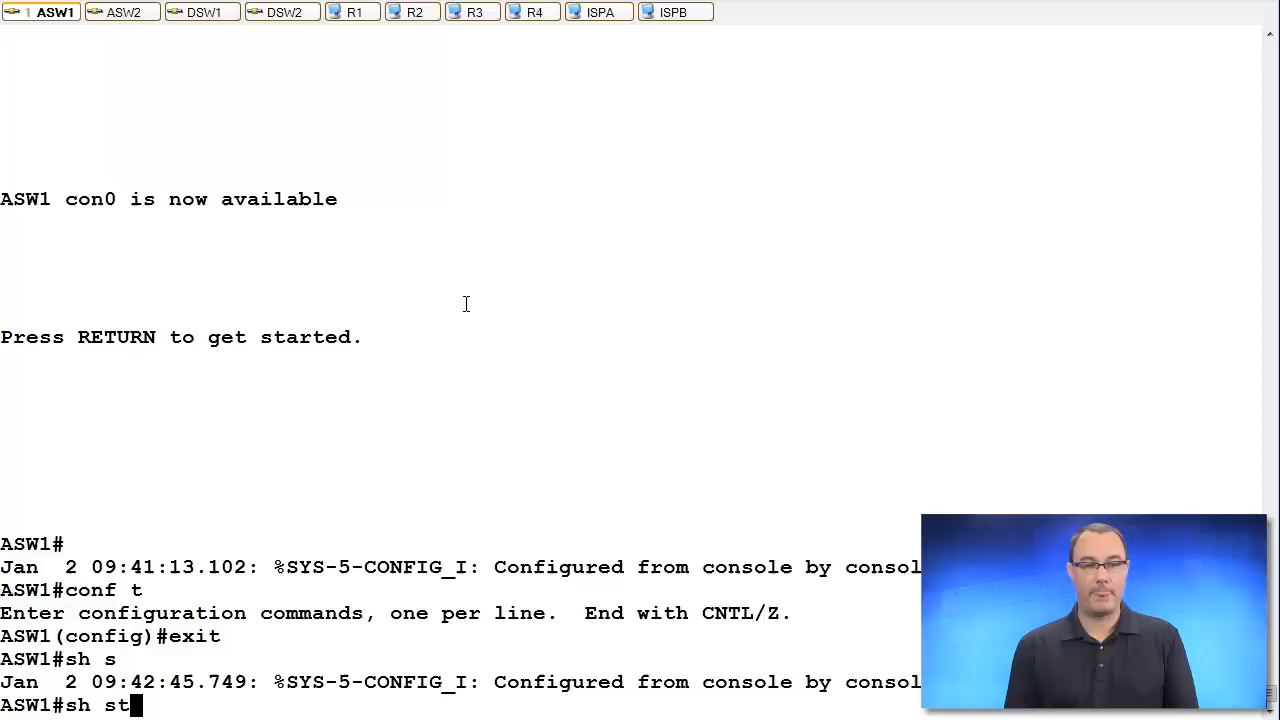 1 ASW1 ASW2 DSW1 DSW2 R1 R2 R3 R4 ISPA ISPB
ASW1 con0 is now available
Press RETURN to get started.
ASW1#
Jan  2 09:41:13.102: %SYS-5-CONFIG_I: Configured from console by consol
ASW1#conf t
Enter configuration commands, one per line.  End with CNTL/Z.
ASW1(config)#exit
ASW1#sh s
Jan  2 09:42:45.749: %SYS-5-CONFIG_I: Configured from console by consol
ASW1#sh st